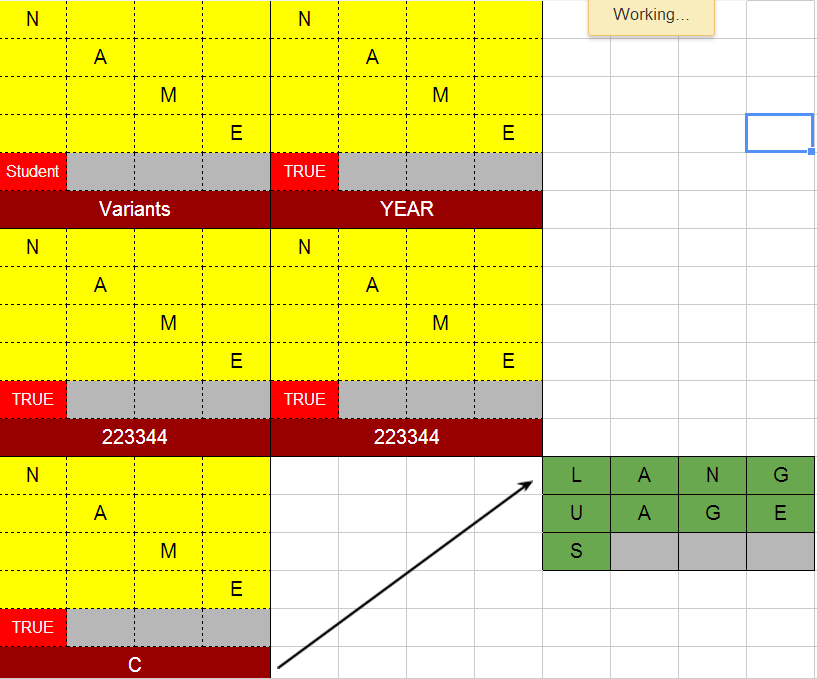 N N Working...
A A
M M
E E
Student TRUE
Variants YEAR
N N
A A
M M
E E
TRUE TRUE
223344 223344
N L A N G
A U A G E
M S
E
TRUE
C